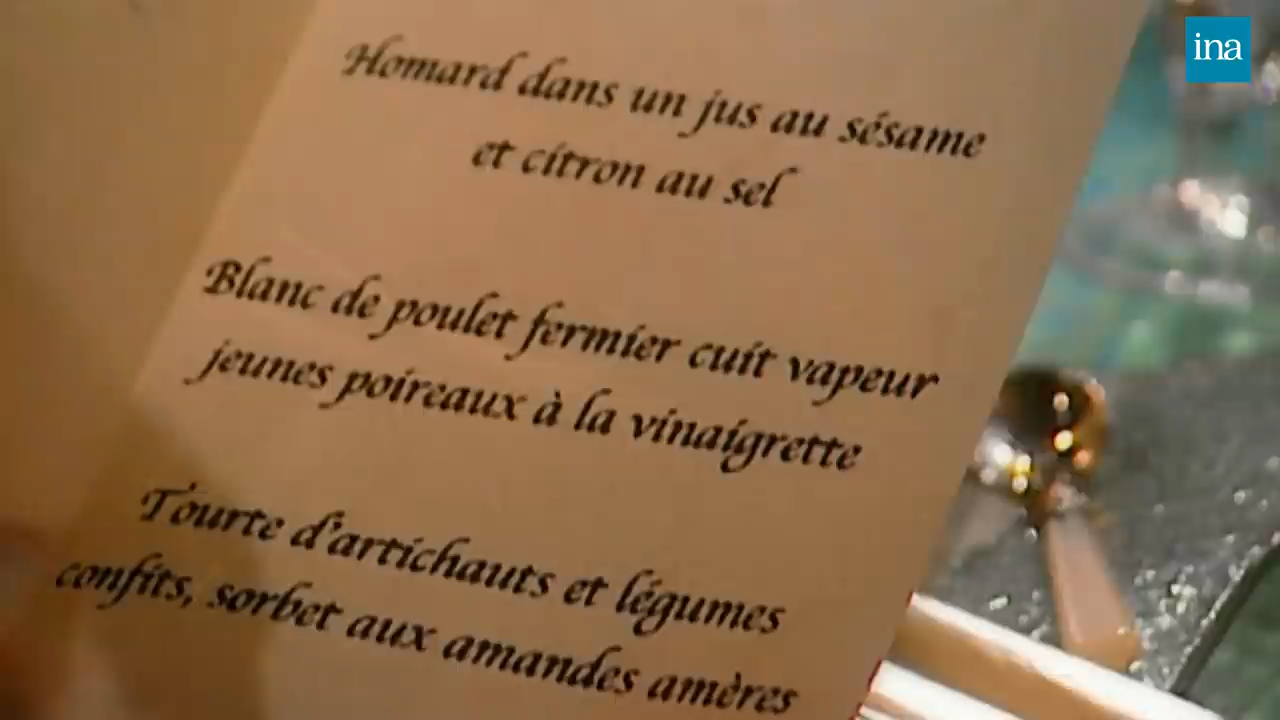 ina
Homard dans un jus au sésame
et citron au sel
Blanc de poulet fermier cuit vapeur
jeunes poireaux à la vinaigrette
Tourte d'artichauts et légumes
confits, sorbet aux amandes amères